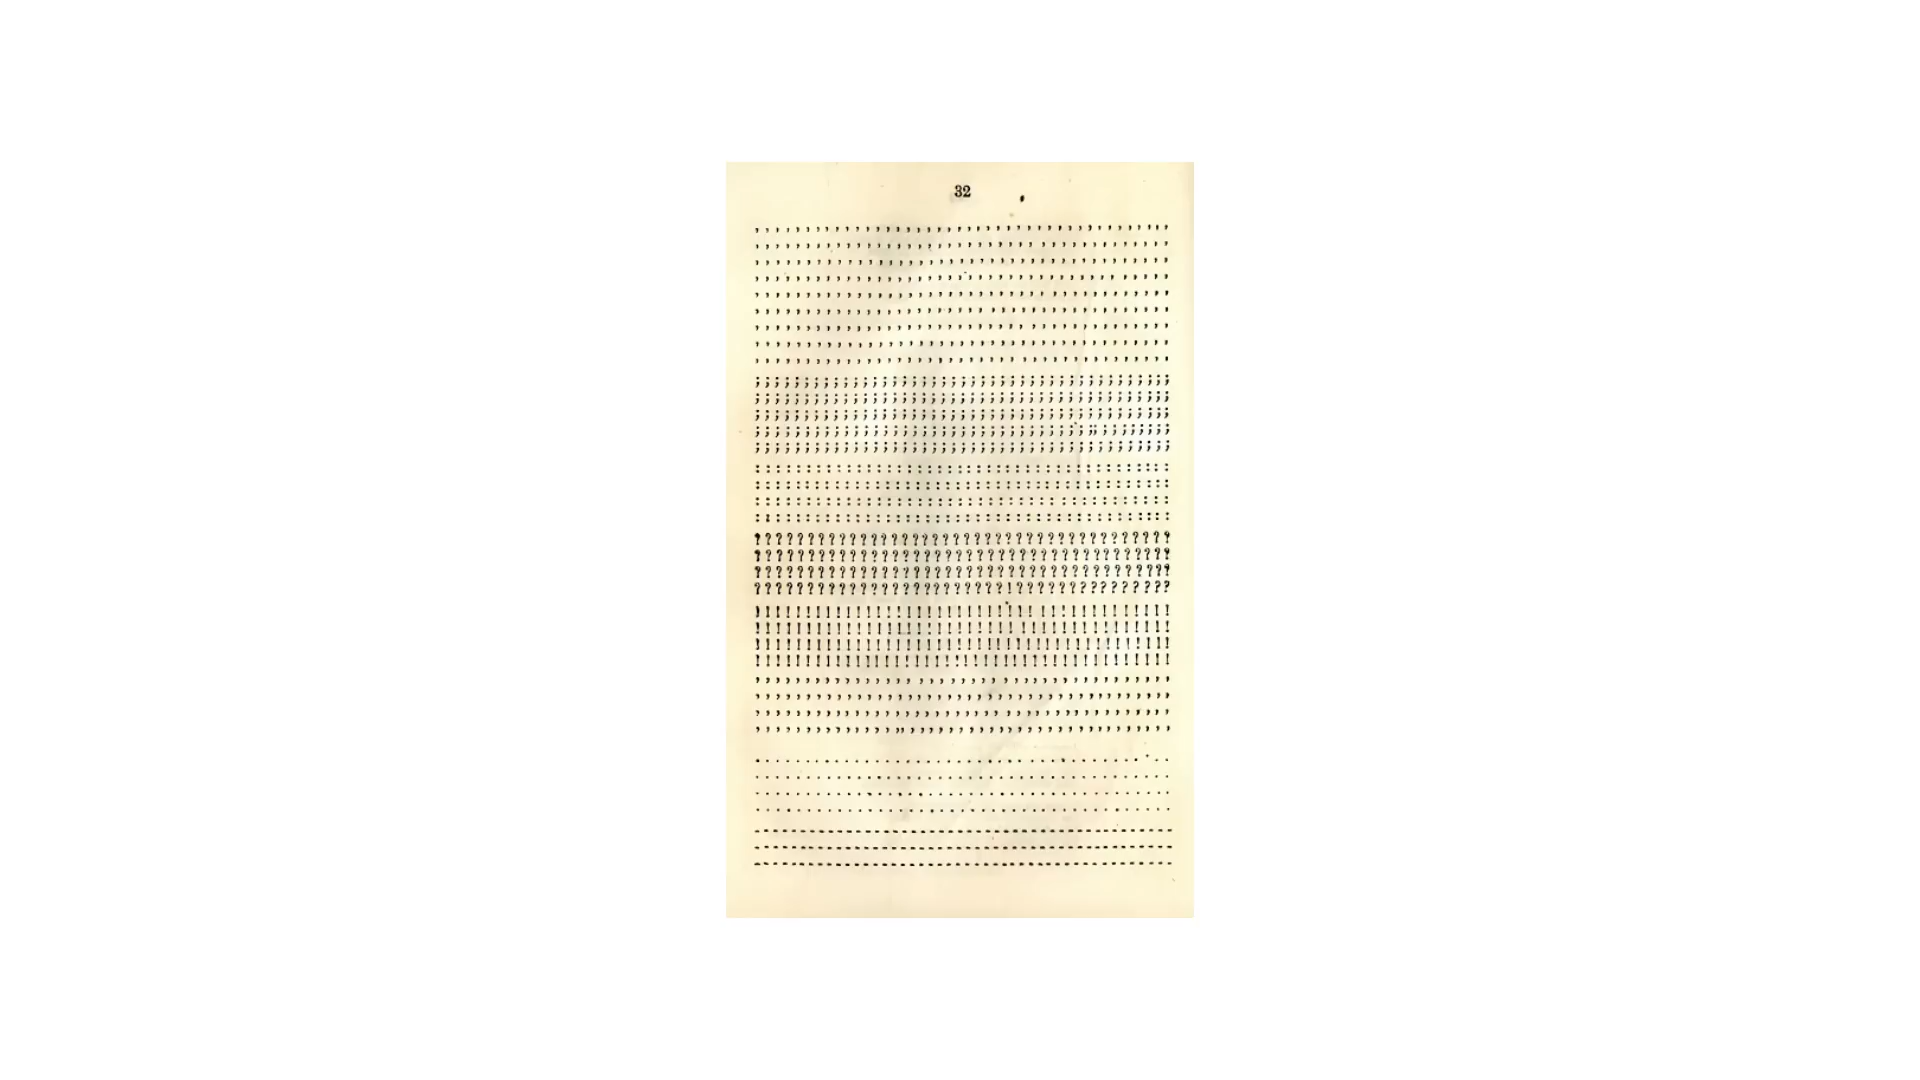 32
, , , , , , , , , , , , , , , , , , , , , , , , , , , , , , , , , , , , , , , , , ,
, , , , , , , , , , , , , , , , , , , , , , , , , , , , , , , , , , , , , , , , , ,
, , , , , , , , , , , , , , , , , , , , , , , , , , , , , , , , , , , , , , , , , ,
, , , , , , , , , , , , , , , , , , , , , , , , , , , , , , , , , , , , , , , , , ,
, , , , , , , , , , , , , , , , , , , , , , , , , , , , , , , , , , , , , , , , , ,
, , , , , , , , , , , , , , , , , , , , , , , , , , , , , , , , , , , , , , , , , ,
, , , , , , , , , , , , , , , , , , , , , , , , , , , , , , , , , , , , , , , , , ,
, , , , , , , , , , , , , , , , , , , , , , , , , , , , , , , , , , , , , , , , , ,
, , , , , , , , , , , , , , , , , , , , , , , , , , , , , , , , , , , , , , , , , ,
; ; ; ; ; ; ; ; ; ; ; ; ; ; ; ; ; ; ; ; ; ; ; ; ; ; ; ; ; ; ; ; ; ; ; ; ; ; ; ; ; ; ;
; ; ; ; ; ; ; ; ; ; ; ; ; ; ; ; ; ; ; ; ; ; ; ; ; ; ; ; ; ; ; ; ; ; ; ; ; ; ; ; ; ; ;
; ; ; ; ; ; ; ; ; ; ; ; ; ; ; ; ; ; ; ; ; ; ; ; ; ; ; ; ; ; ; ; ; ; ; ; ; ; ; ; ; ; ;
; ; ; ; ; ; ; ; ; ; ; ; ; ; ; ; ; ; ; ; ; ; ; ; ; ; ; ; ; ; ; ; ; ; ; ; ; ; ; ; ; ; ;
; ; ; ; ; ; ; ; ; ; ; ; ; ; ; ; ; ; ; ; ; ; ; ; ; ; ; ; ; ; ; ; ; ; ; ; ; ; ; ; ; ; ;
: : : : : : : : : : : : : : : : : : : : : : : : : : : : : : : : : : : : : : : : :
: : : : : : : : : : : : : : : : : : : : : : : : : : : : : : : : : : : : : : : : :
: : : : : : : : : : : : : : : : : : : : : : : : : : : : : : : : : : : : : : : : :
: : : : : : : : : : : : : : : : : : : : : : : : : : : : : : : : : : : : : : : : :
? ? ? ? ? ? ? ? ? ? ? ? ? ? ? ? ? ? ? ? ? ? ? ? ? ? ? ? ? ? ? ? ? ? ? ? ? ? ? ?
? ? ? ? ? ? ? ? ? ? ? ? ? ? ? ? ? ? ? ? ? ? ? ? ? ? ? ? ? ? ? ? ? ? ? ? ? ? ? ?
? ? ? ? ? ? ? ? ? ? ? ? ? ? ? ? ? ? ? ? ? ? ? ? ? ? ? ? ? ? ? ? ? ? ? ? ? ? ? ?
? ? ? ? ? ? ? ? ? ? ? ? ? ? ? ? ? ? ? ? ? ? ? ? ! ? ? ? ? ? ? ? ? ? ? ? ? ? ? ?
! ! ! ! ! ! ! ! ! ! ! ! ! ! ! ! ! ! ! ! ! ! ! ! ! ! ! ! ! ! ! ! ! ! ! ! ! ! ! ! !
! ! ! ! ! ! ! ! ! ! ! ! ! ! ! ! ! ! ! ! ! ! ! ! ! ! ! ! ! ! ! ! ! ! ! ! ! ! ! ! !
! ! ! ! ! ! ! ! ! ! ! ! ! ! ! ! ! ! ! ! ! ! ! ! ! ! ! ! ! ! ! ! ! ! ! ! ! ! ! ! !
! ! ! ! ! ! ! ! ! ! ! ! ! ! ! ! ! ! ! ! ! ! ! ! ! ! ! ! ! ! ! ! ! ! ! ! ! ! ! ! !
, , , , , , , , , , , , , , , , , , , , , , , , , , , , , , , , , , , , , , , , ,
, , , , , , , , , , , , , , , , , , , , , , , , , , , , , , , , , , , , , , , , ,
, , , , , , , , , , , , , , , , , , , , , , , , , , , , , , , , , , , , , , , , ,
, , , , , , , , , , , , , , ,, , , , , , , , , , , , , , , , , , , , , , , , , , ,
. . . . . . . . . . . . . . . . . . . . . . . . . . . . . . . . . . . . . . . . .
. . . . . . . . . . . . . . . . . . . . . . . . . . . . . . . . . . . . . . . . .
. . . . . . . . . . . . . . . . . . . . . . . . . . . . . . . . . . . . . . . . .
. . . . . . . . . . . . . . . . . . . . . . . . . . . . . . . . . . . . . . . . .
- - - - - - - - - - - - - - - - - - - - - - - - - - - - - - - - - - - - - - - - - - - - -
- - - - - - - - - - - - - - - - - - - - - - - - - - - - - - - - - - - - - - - - - - - - -
- - - - - - - - - - - - - - - - - - - - - - - - - - - - - - - - - - - - - - - - - - - - -